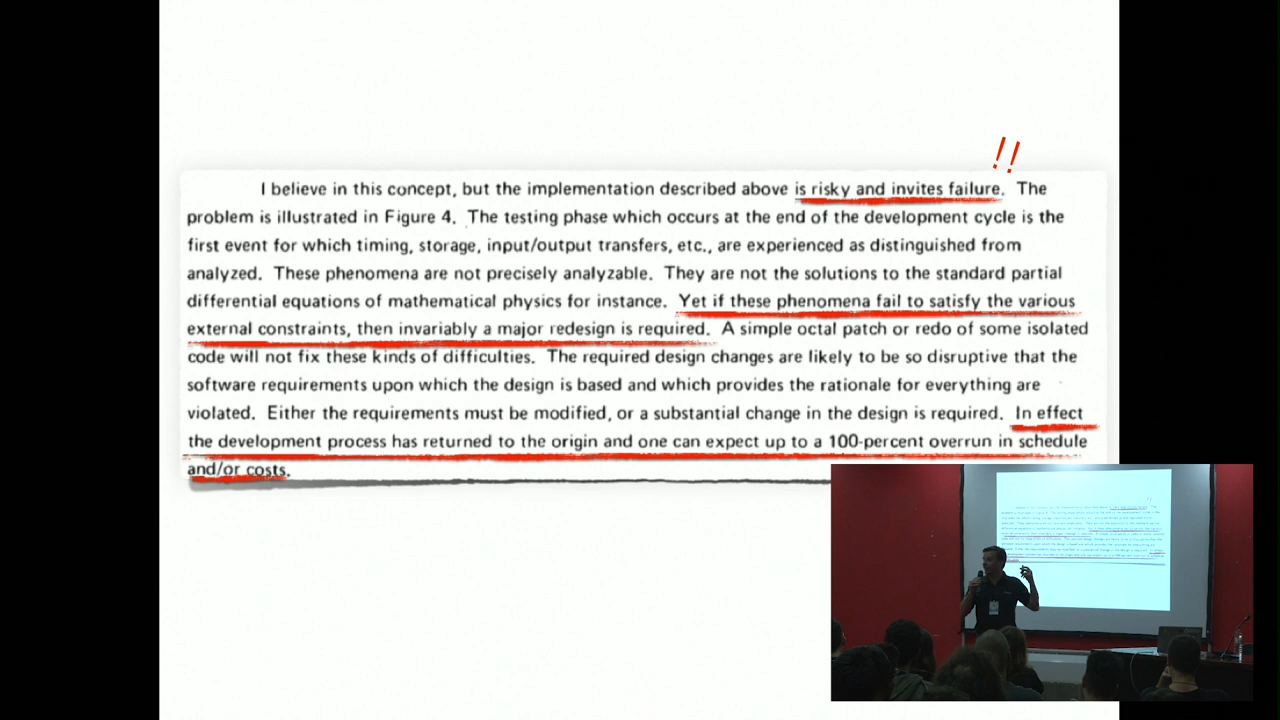 !!
I believe in this concept, but the implementation described above is risky and invites failure. The
problem is illustrated in Figure 4. The testing phase which occurs at the end of the development cycle is the
first event for which timing, storage, input/output transfers, etc., are experienced as distinguished from
analyzed. These phenomena are not precisely analyzable. They are not the solutions to the standard partial
differential equations of mathematical physics for instance. Yet if these phenomena fail to satisfy the various
external constraints, then invariably a major redesign is required. A simple octal patch or redo of some isolated
code will not fix these kinds of difficulties. The required design changes are likely to be so disruptive that the
software requirements upon which the design is based and which provides the rationale for everything are
violated. Either the requirements must be modified, or a substantial change in the design is required. In effect
the development process has returned to the origin and one can expect up to a 100-percent overrun in schedule
and/or costs.